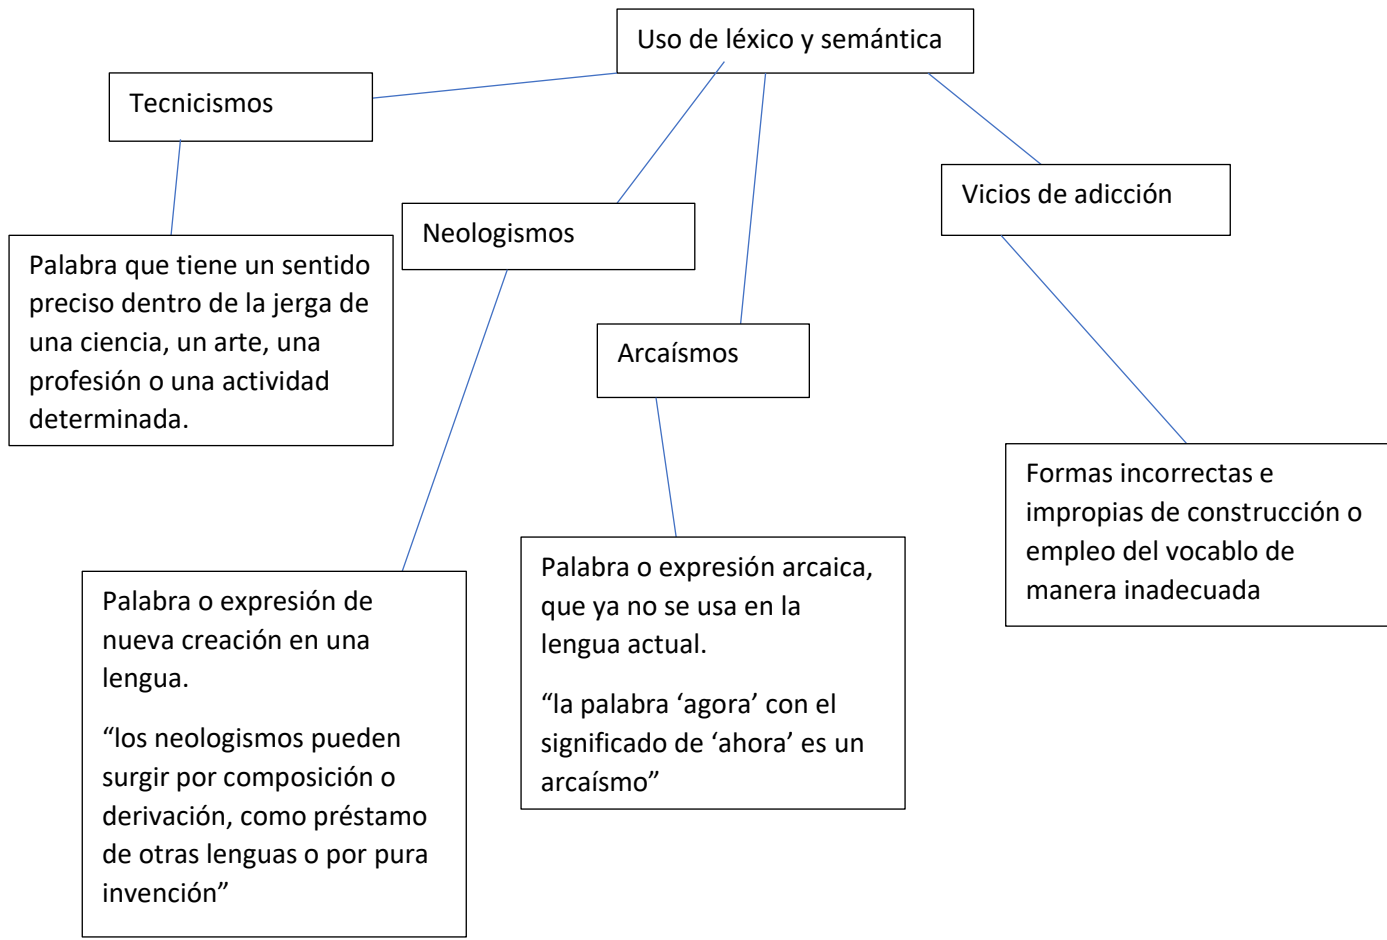 Uso de léxico y semántica
Tecnicismos
Palabra que tiene un sentido
preciso dentro de la jerga de
una ciencia, un arte, una
profesión o una actividad
determinada.
Neologismos
Palabra o expresión de
nueva creación en una
lengua.
“los neologismos pueden
surgir por composición o
derivación, como préstamo
de otras lenguas o por pura
invención”
Arcaísmos
Palabra o expresión arcaica,
que ya no se usa en la
lengua actual.
“la palabra ‘agora’ con el
significado de ‘ahora’ es un
arcaísmo”
Vicios de adicción
Formas incorrectas e
impropias de construcción o
empleo del vocablo de
manera inadecuada